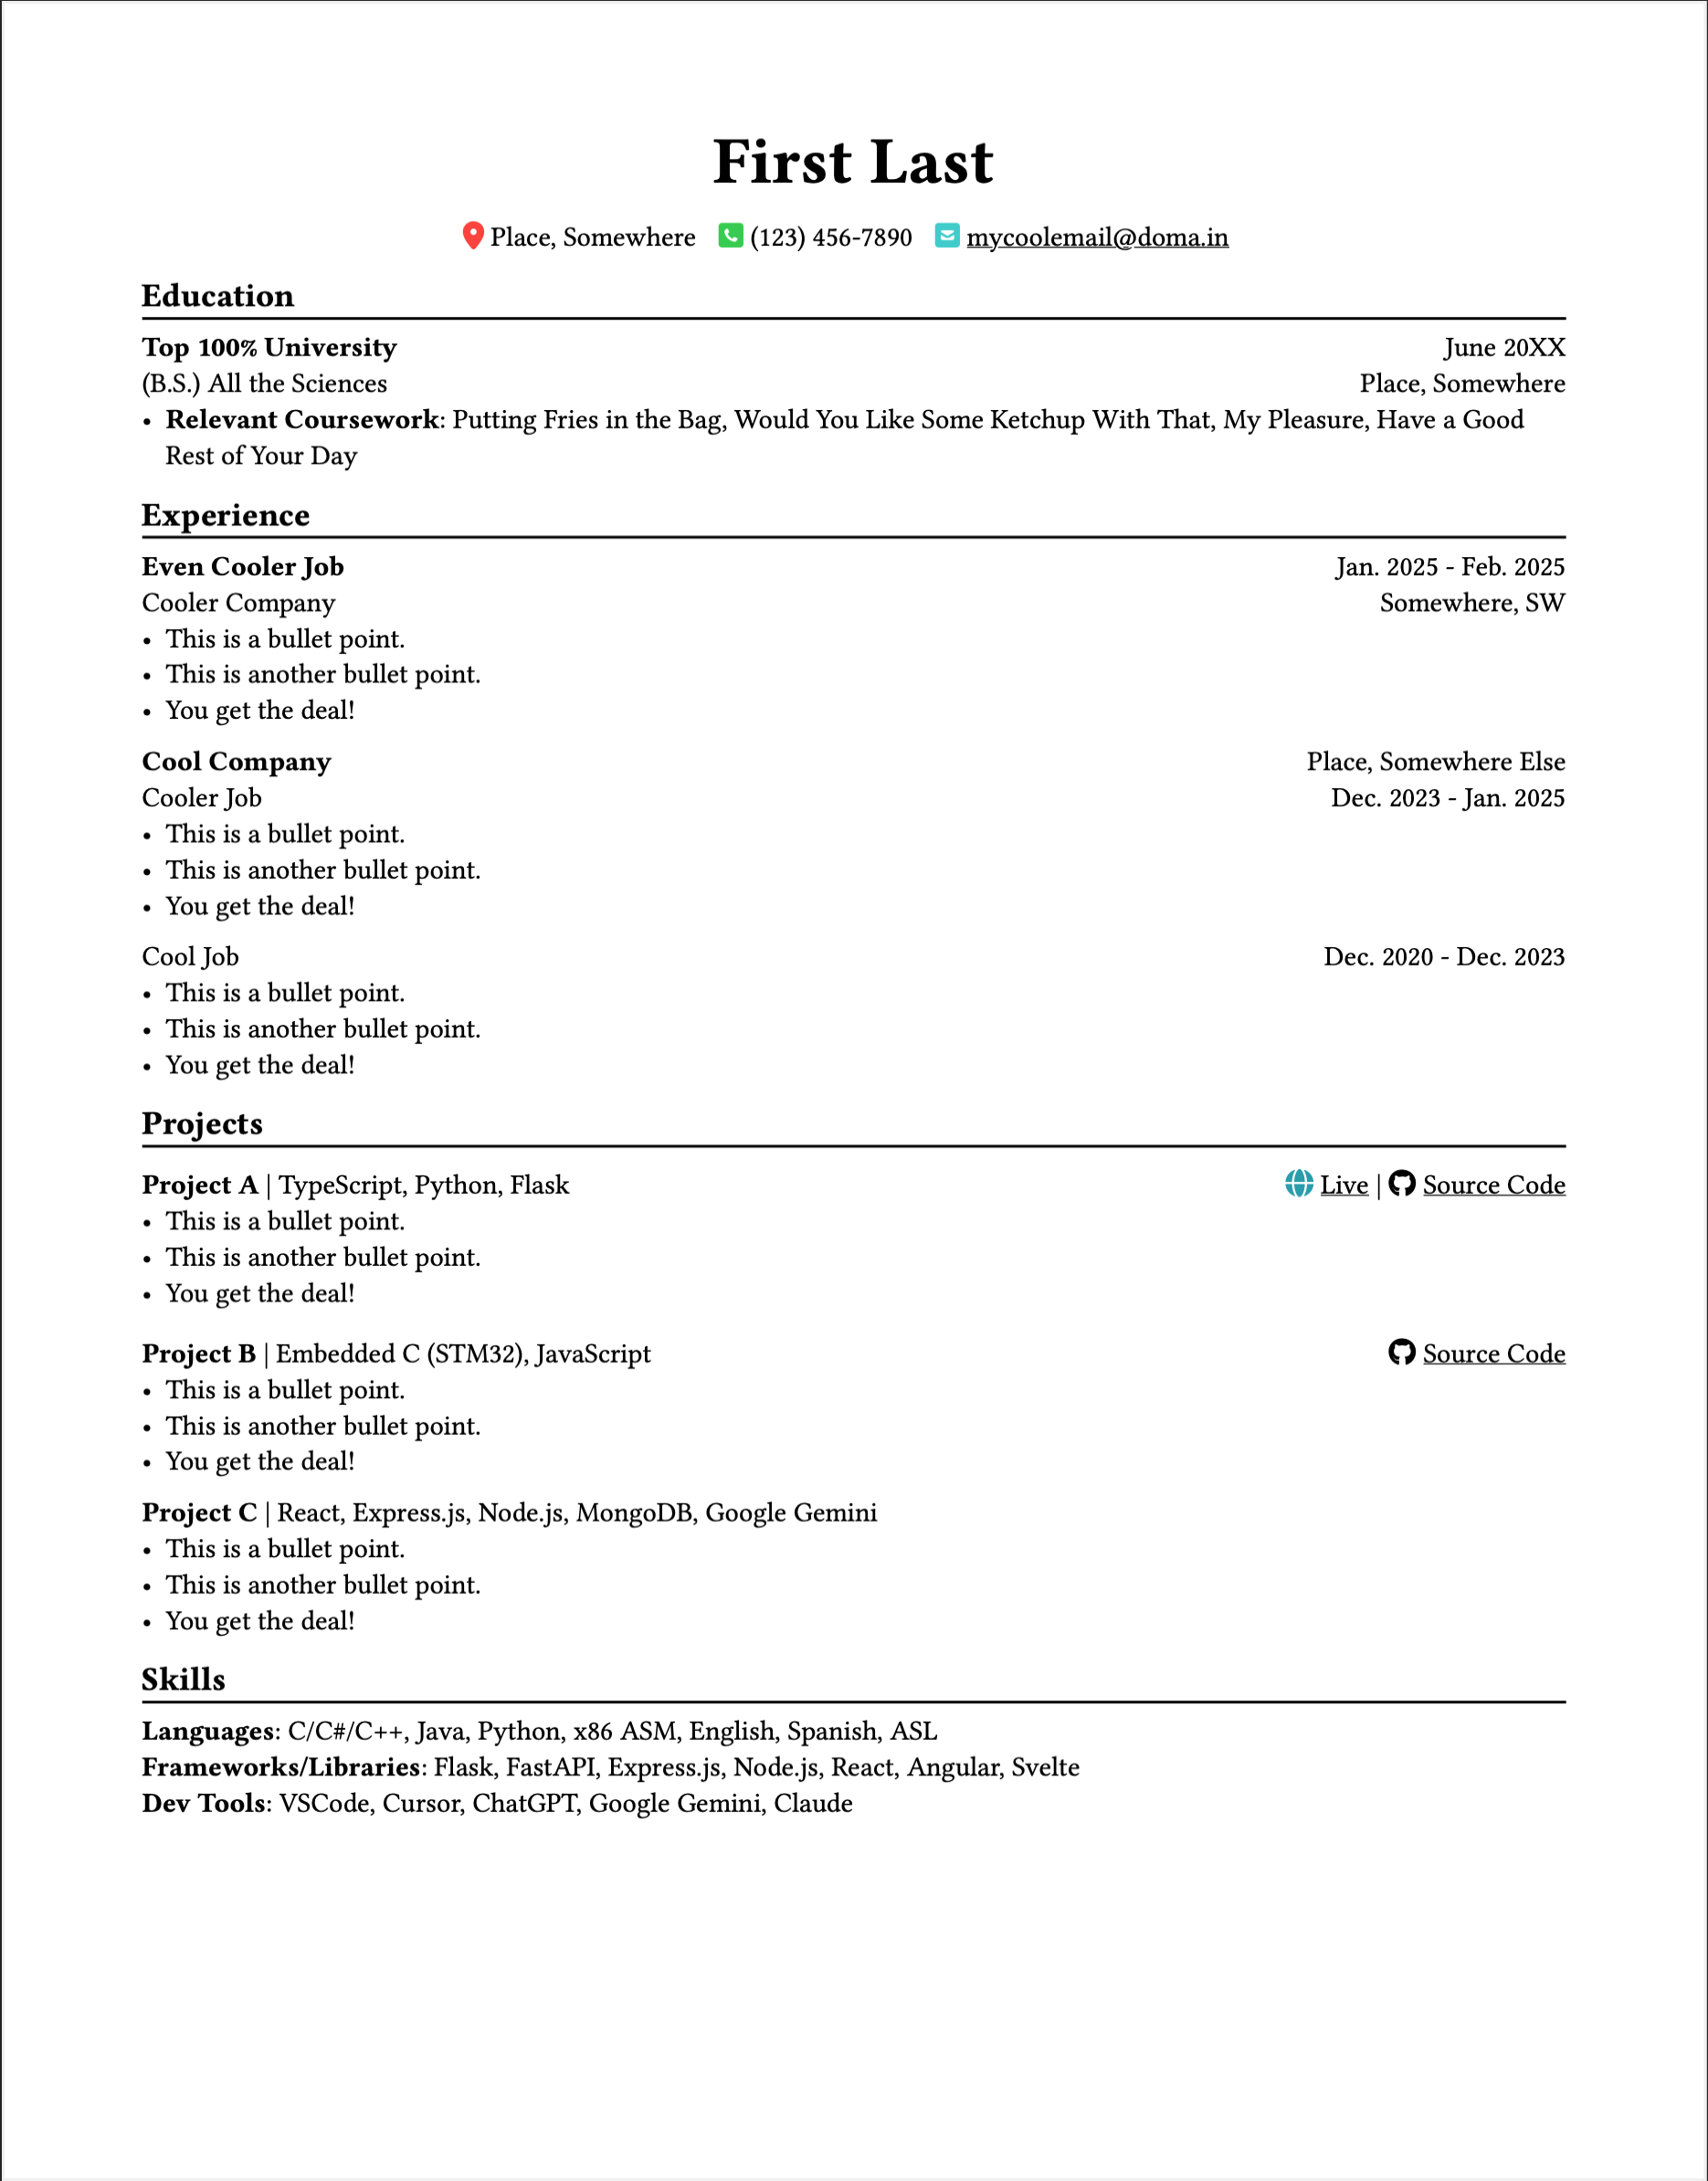 First Last
Place, Somewhere (123) 456-7890 mycoolemail@doma.in
Education
Top 100% University June 20XX
(B.S.) All the Sciences Place, Somewhere
• Relevant Coursework: Putting Fries in the Bag, Would You Like Some Ketchup With That, My Pleasure, Have a Good
Rest of Your Day
Experience
Even Cooler Job Jan. 2025 - Feb. 2025
Cooler Company Somewhere, SW
• This is a bullet point.
• This is another bullet point.
• You get the deal!
Cool Company Place, Somewhere Else
Cooler Job Dec. 2023 - Jan. 2025
• This is a bullet point.
• This is another bullet point.
• You get the deal!
Cool Job Dec. 2020 - Dec. 2023
• This is a bullet point.
• This is another bullet point.
• You get the deal!
Projects
Project A | TypeScript, Python, Flask Live | Source Code
• This is a bullet point.
• This is another bullet point.
• You get the deal!
Project B | Embedded C (STM32), JavaScript Source Code
• This is a bullet point.
• This is another bullet point.
• You get the deal!
Project C | React, Express.js, Node.js, MongoDB, Google Gemini
• This is a bullet point.
• This is another bullet point.
• You get the deal!
Skills
Languages: C/C#/C++, Java, Python, x86 ASM, English, Spanish, ASL
Frameworks/Libraries: Flask, FastAPI, Express.js, Node.js, React, Angular, Svelte
Dev Tools: VSCode, Cursor, ChatGPT, Google Gemini, Claude